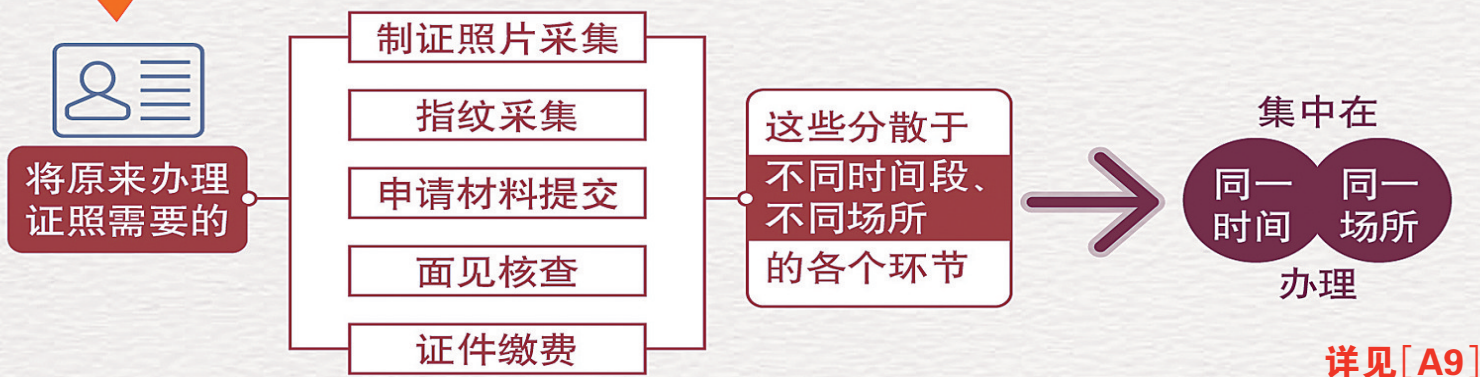 将原来办理
证照需要的
制证照片采集
指纹采集
申请材料提交
面见核查
证件缴费
这些分散于
不同时间段、
不同场所
的各个环节
集中在
同一
时间
同一
场所
办理
详见[A9]